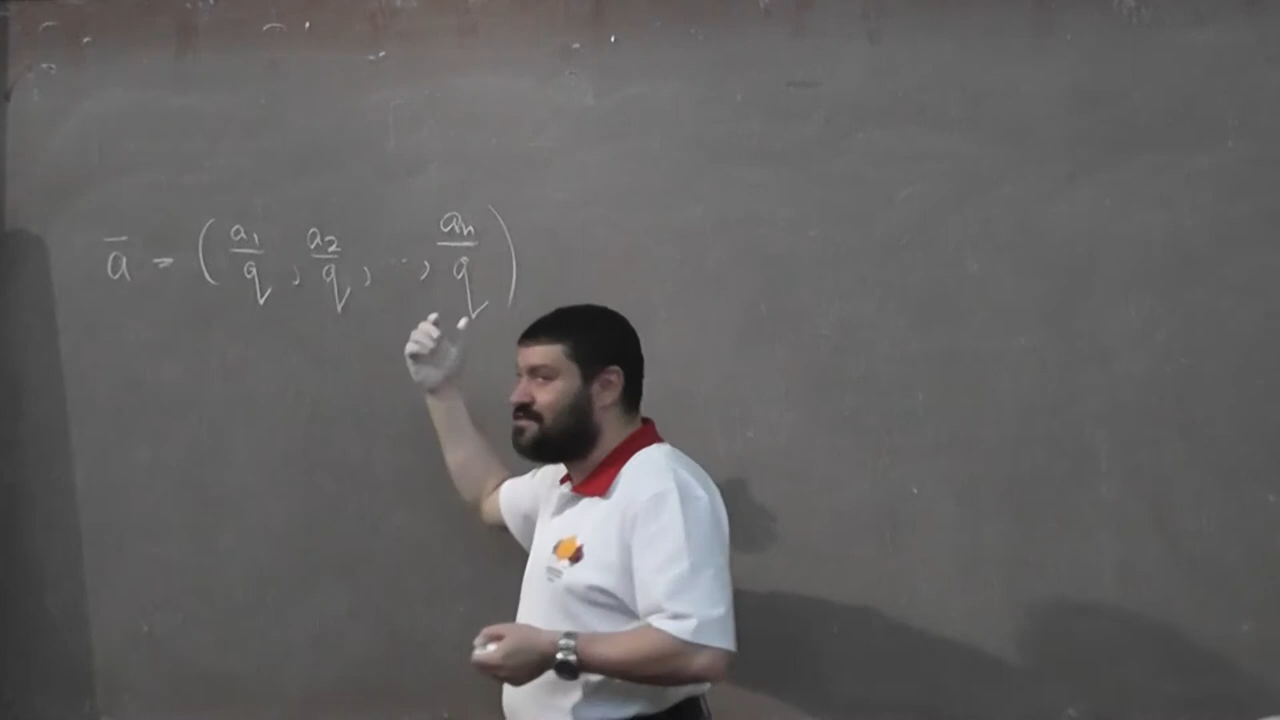 ā = ( a₁/q , a₂/q , . . , aₙ/q )